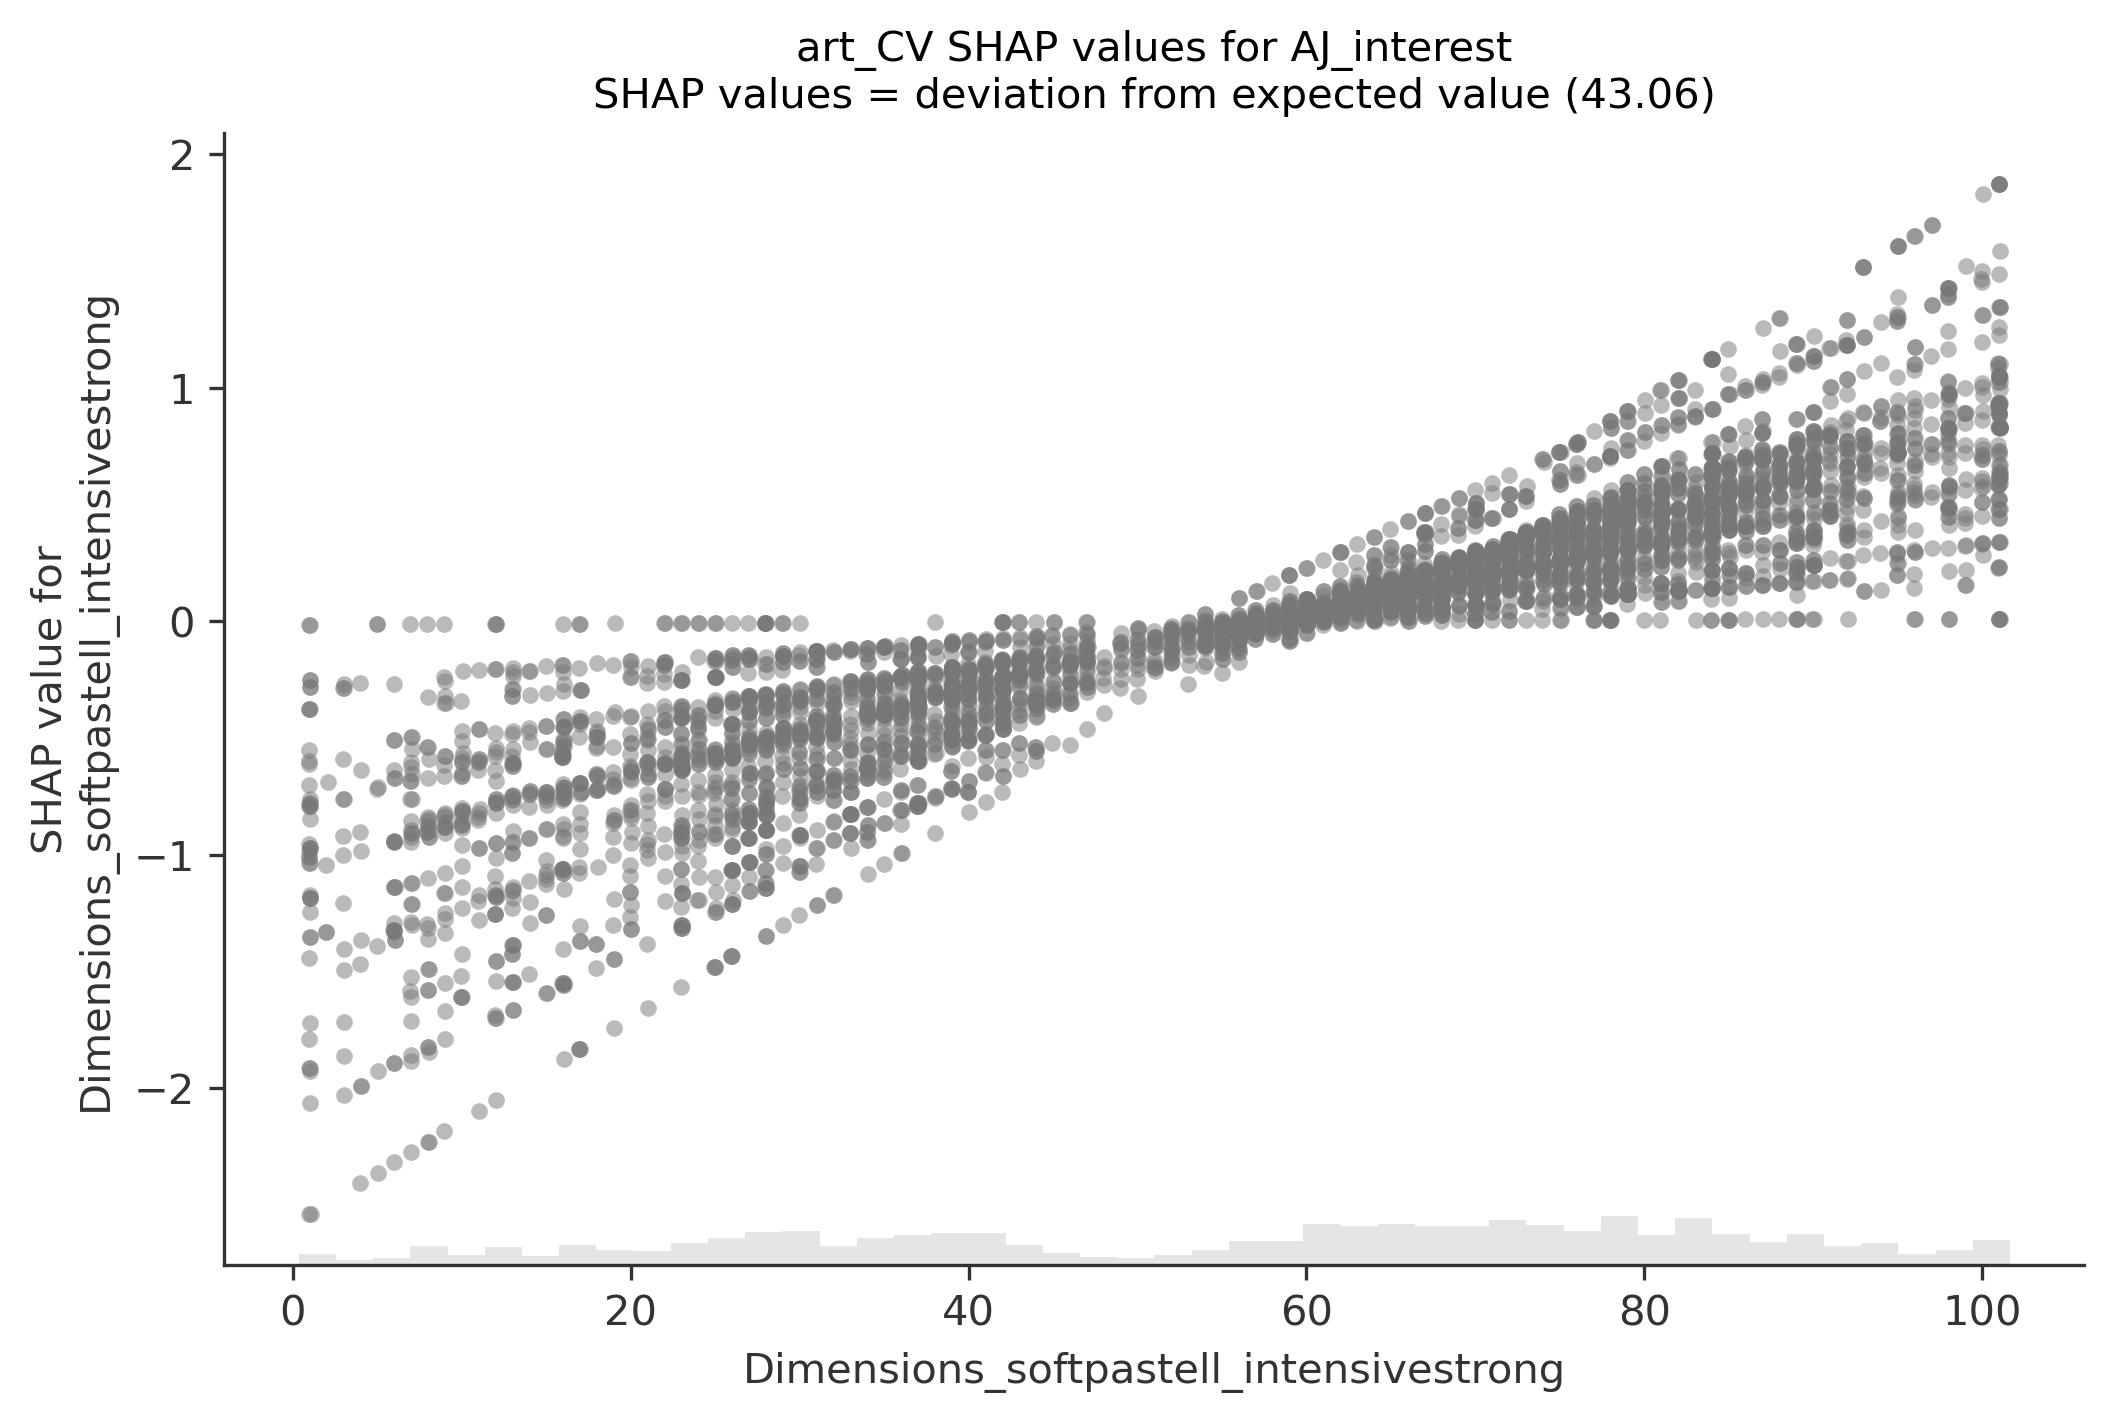 art_CV SHAP values for AJ_interest
SHAP values = deviation from expected value (43.06)
SHAP value for
Dimensions_softpastell_intensivestrong
2
1
0
−1
−2
0
20
40
60
80
100
Dimensions_softpastell_intensivestrong